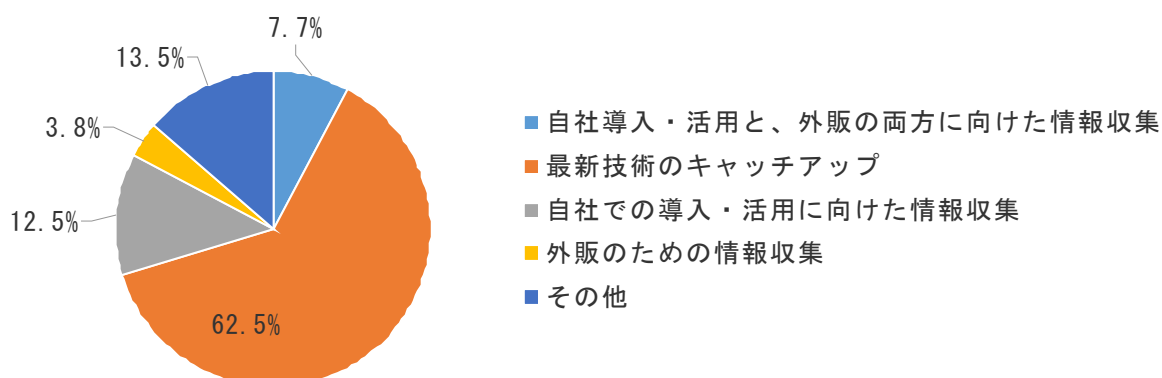 7.7%
13.5%
3.8%
12.5%
62.5%
自社導入・活用と、外販の両方に向けた情報収集
最新技術のキャッチアップ
自社での導入・活用に向けた情報収集
外販のための情報収集
その他